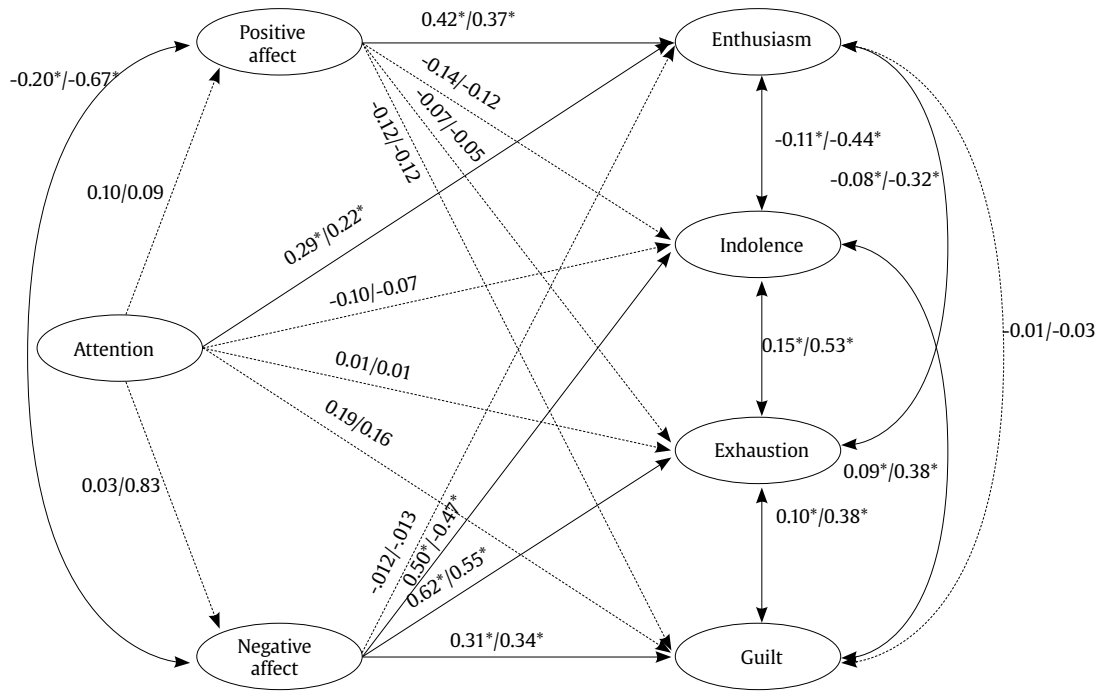 0.42*/0.37*
Positive
affect
Enthusiasm
-0.20*/-0.67*
-0.14/-0.12
-0.07/-0.05
-0.12/-0.12
-0.11*/-0.44*
-0.08*/-0.32*
0.10/0.09
0.29*/0.22*
Indolence
-0.10/-0.07
Attention
0.15*/0.53*
-0.01/-0.03
0.01/0.01
0.19/0.16
Exhaustion
0.09*/0.38*
0.03/0.83
0.10*/0.38*
-.012/-.013
0.50*/-0.47*
0.62*/0.55*
Negative
affect
0.31*/0.34*
Guilt